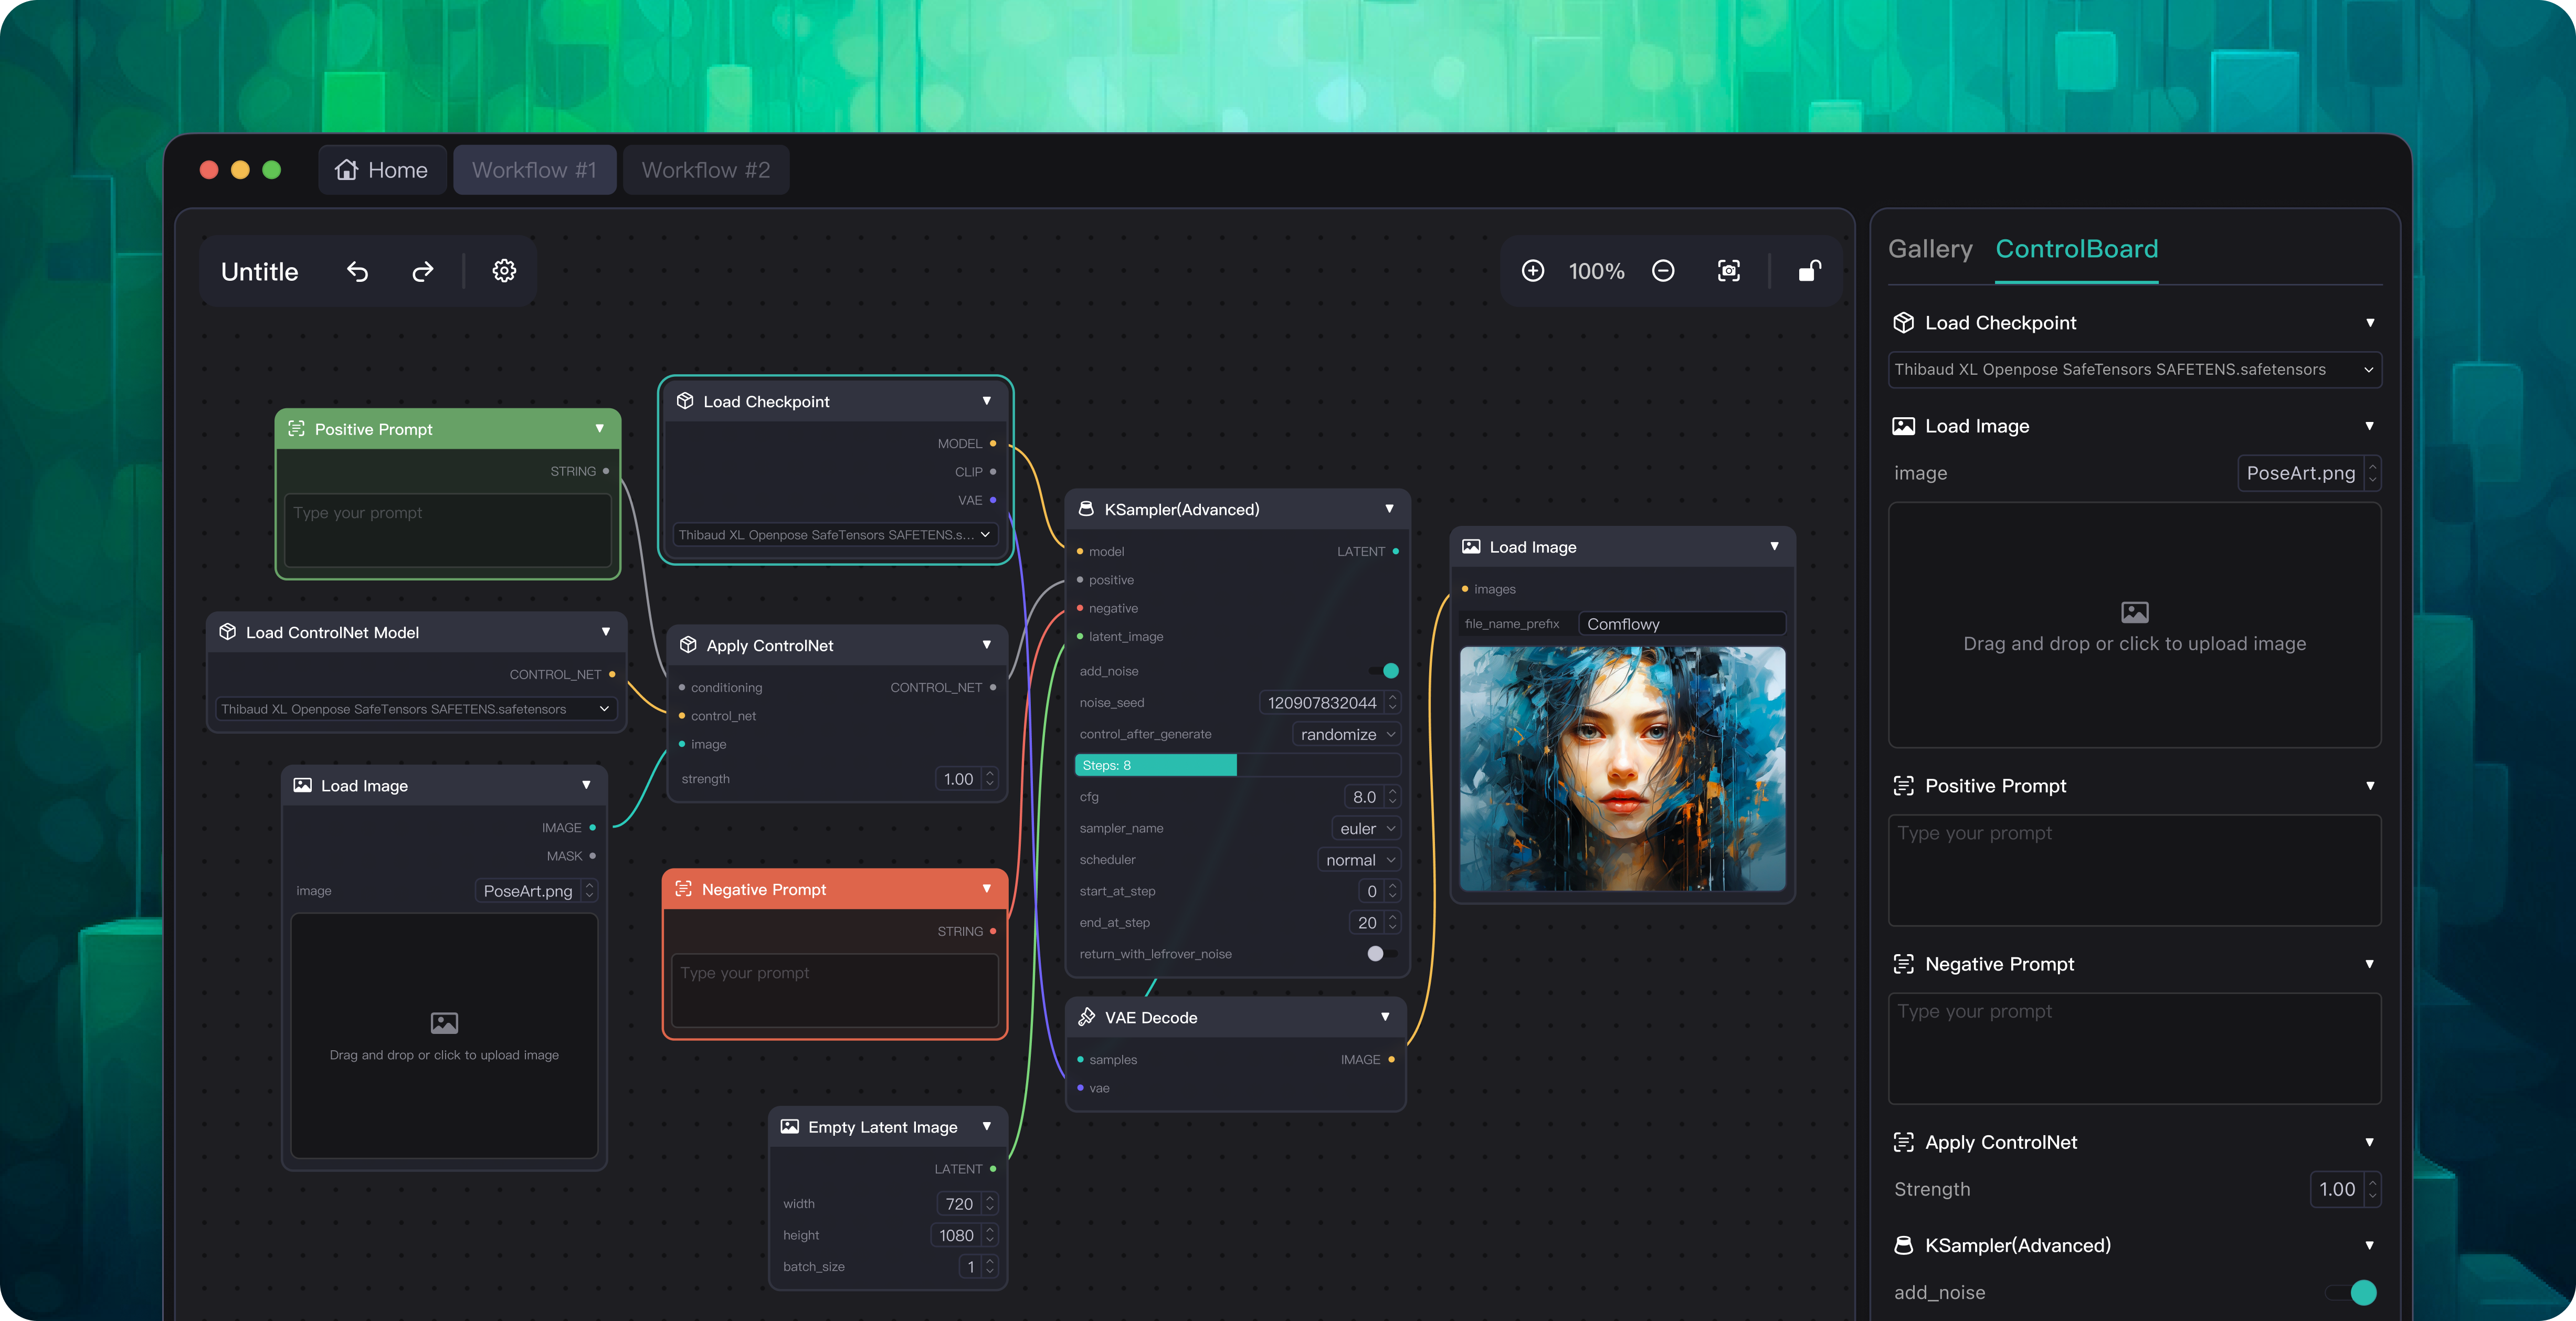 Home
Workflow #1
Workflow #2
Untitle
100%
Positive Prompt
STRING
Type your prompt
Load ControlNet Model
CONTROL_NET
Thibaud XL Openpose SafeTensors SAFETENS.safetensors
Load Image
IMAGE
MASK
image
PoseArt.png
Drag and drop or click to upload image
Load Checkpoint
MODEL
CLIP
VAE
Thibaud XL Openpose SafeTensors SAFETENS.s...
Apply ControlNet
conditioning
CONTROL_NET
control_net
image
strength
1.00
Negative Prompt
STRING
Type your prompt
Empty Latent Image
LATENT
width
720
height
1080
batch_size
1
KSampler(Advanced)
model
LATENT
positive
negative
latent_image
add_noise
noise_seed
120907832044
control_after_generate
randomize
Steps: 8
cfg
8.0
sampler_name
euler
scheduler
normal
start_at_step
0
end_at_step
20
return_with_lefrover_noise
VAE Decode
samples
IMAGE
vae
Load Image
images
file_name_prefix
Comflowy
Gallery
ControlBoard
Load Checkpoint
Thibaud XL Openpose SafeTensors SAFETENS.safetensors
Load Image
image
PoseArt.png
Drag and drop or click to upload image
Positive Prompt
Type your prompt
Negative Prompt
Type your prompt
Apply ControlNet
Strength
1.00
KSampler(Advanced)
add_noise